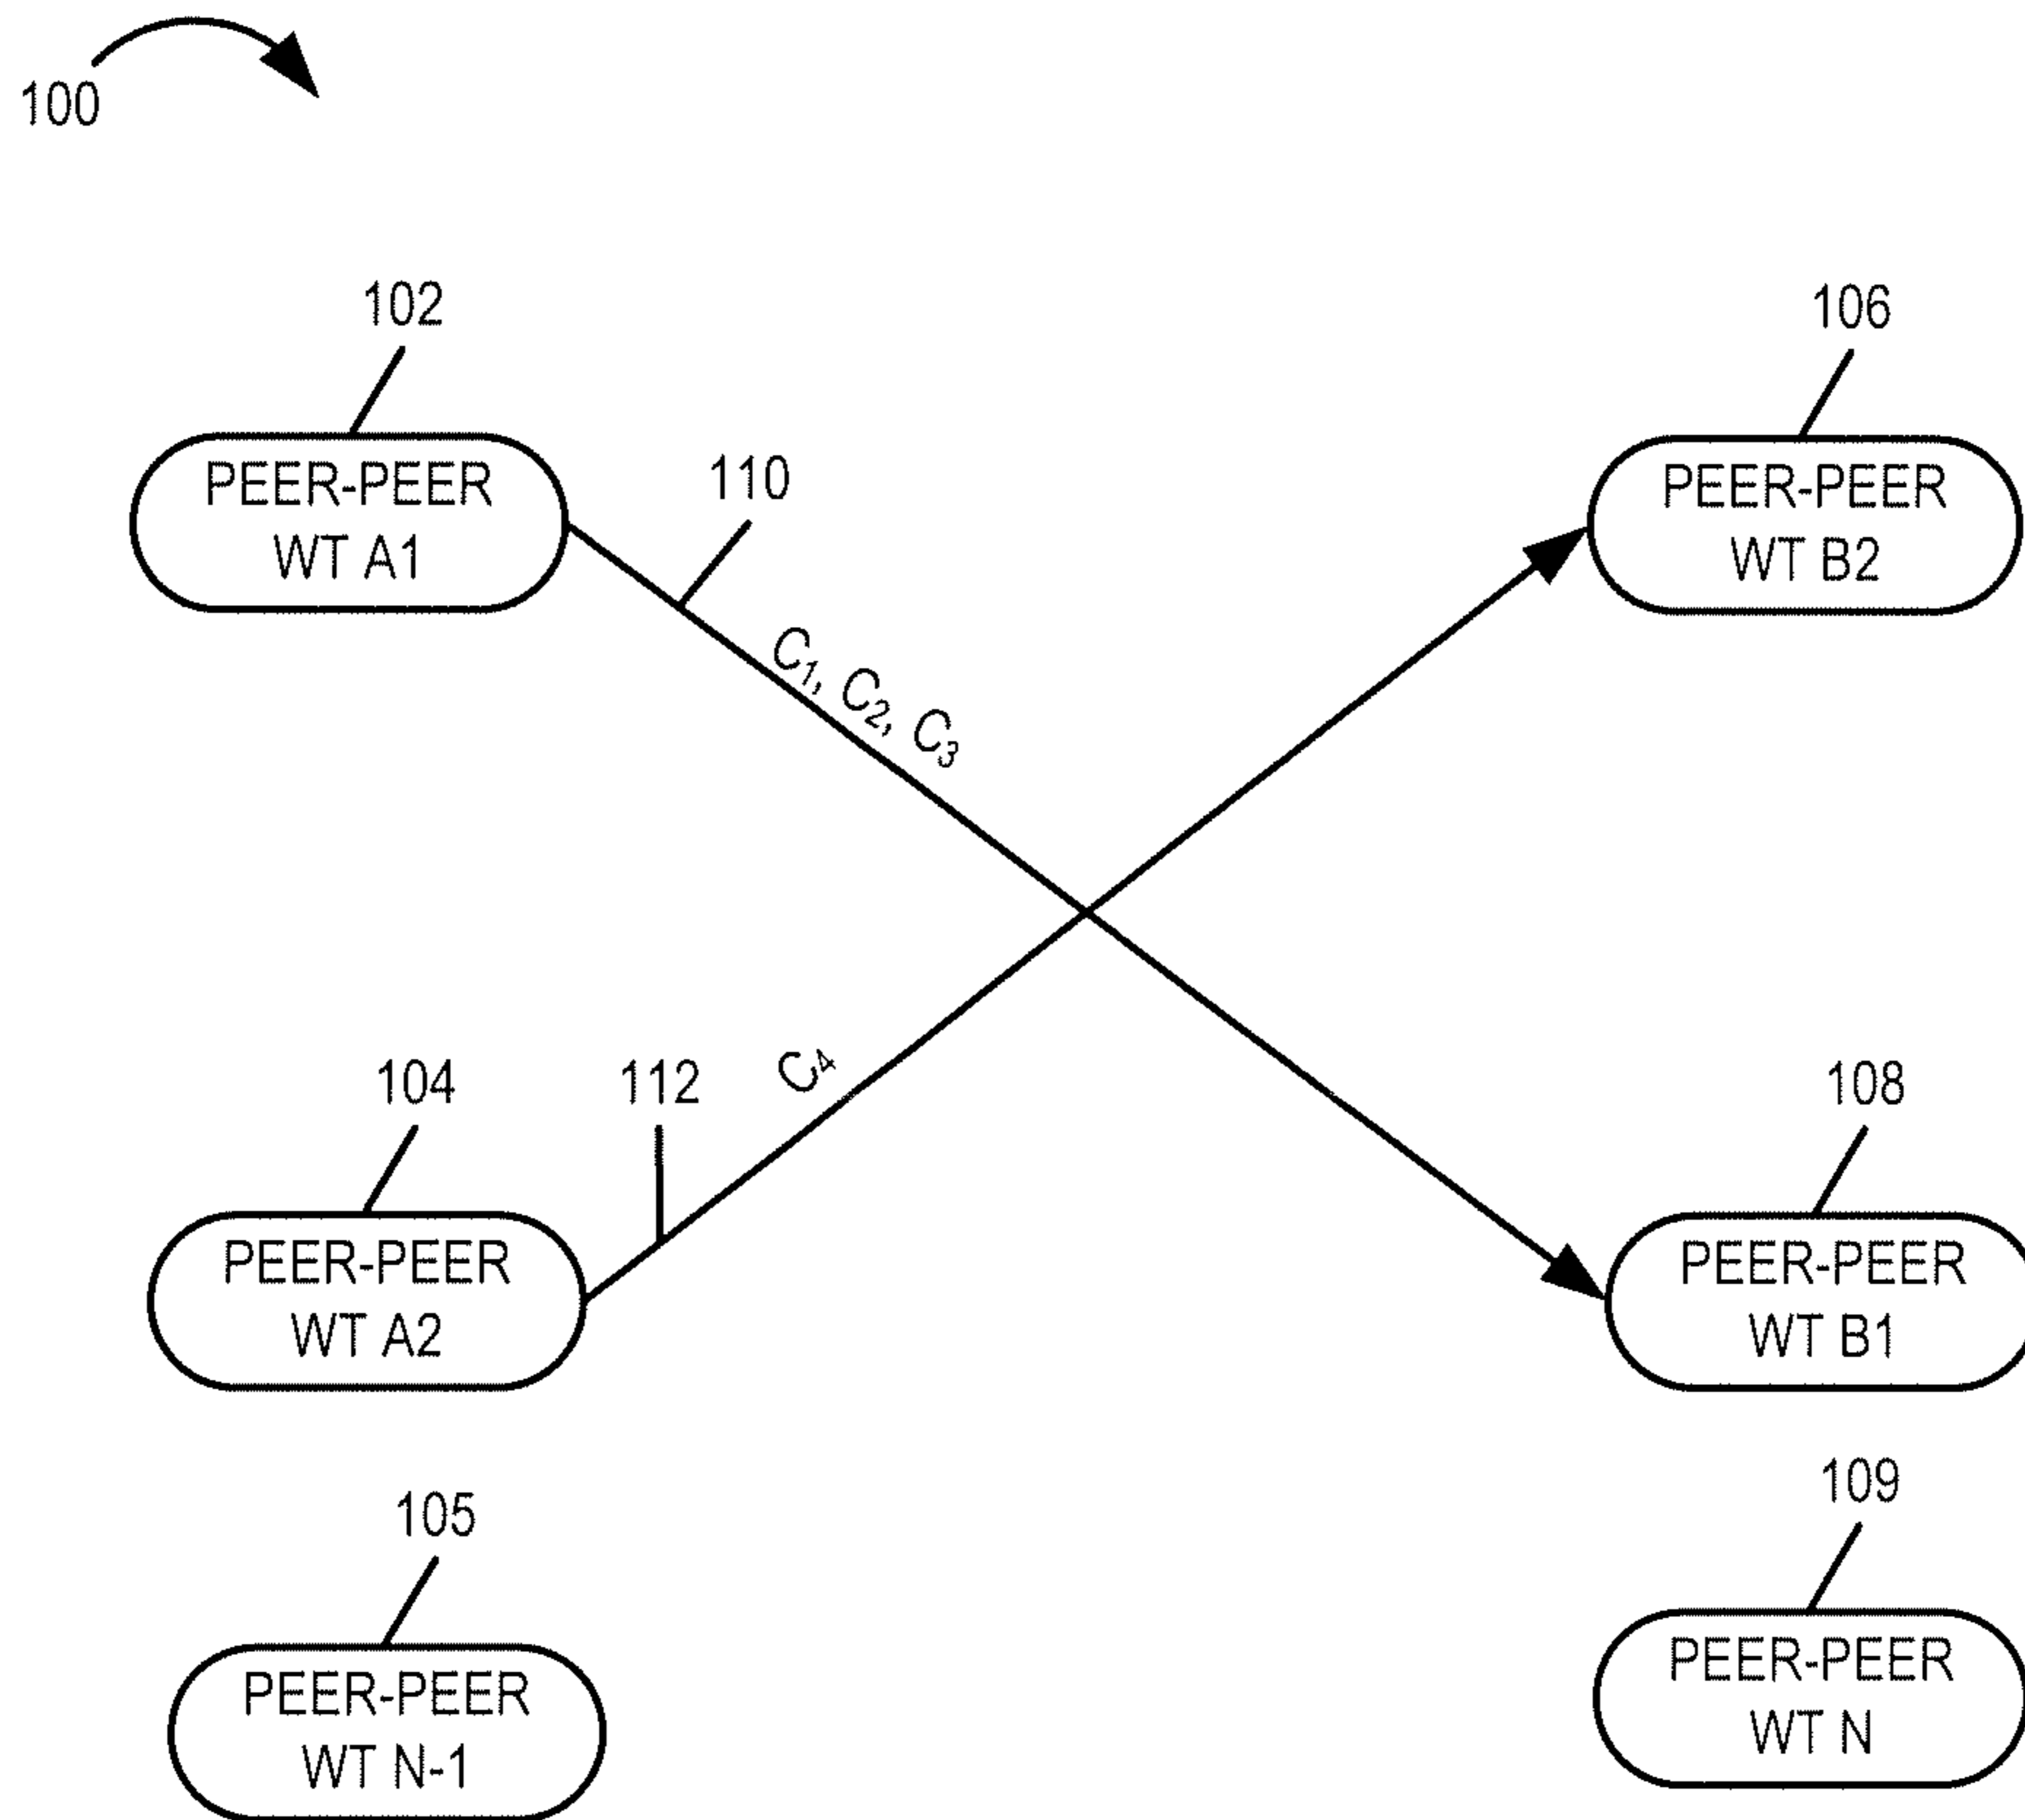 100
102
106
PEER-PEER
WT A1
110
PEER-PEER
WT B2
C1, C2, C3
104
112
C4
108
PEER-PEER
WT A2
PEER-PEER
WT B1
105
109
PEER-PEER
WT N-1
PEER-PEER
WT N